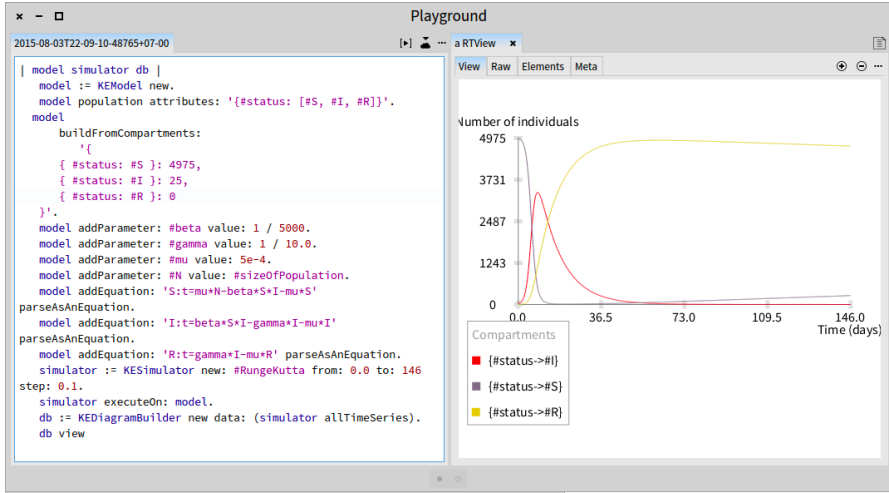 Playground
2015-08-03T22-09-10-48765+07-00
| model simulator db |
model := KEModel new.
model population attributes: '{#status: [#S, #I, #R]}'.
model
buildFromCompartments:
'{
{ #status: #S }: 4975,
{ #status: #I }: 25,
{ #status: #R }: 0
}'.
model addParameter: #beta value: 1 / 5000.
model addParameter: #gamma value: 1 / 10.0.
model addParameter: #mu value: 5e-4.
model addParameter: #N value: #sizeOfPopulation.
model addEquation: 'S:t=mu*N-beta*S*I-mu*S'
parseAsAnEquation.
model addEquation: 'I:t=beta*S*I-gamma*I-mu*I'
parseAsAnEquation.
model addEquation: 'R:t=gamma*I-mu*R' parseAsAnEquation.
simulator := KESimulator new: #RungeKutta from: 0.0 to: 146
step: 0.1.
simulator executeOn: model.
db := KEDiagramBuilder new data: (simulator allTimeSeries).
db view
a RTView
View Raw Elements Meta
Number of individuals
4975
3731
2487
1243
0
0.0 36.5 73.0 109.5 146.0
Time (days)
Compartments
{#status->#I}
{#status->#S}
{#status->#R}